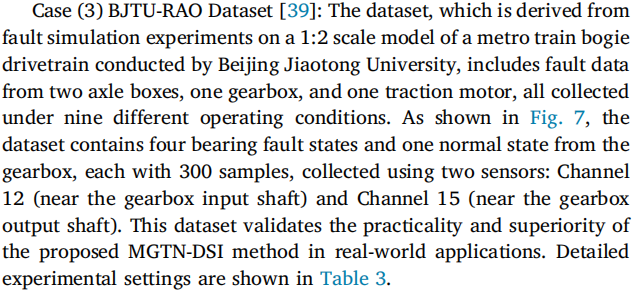 Case (3) BJTU-RAO Dataset [39]: The dataset, which is derived from
fault simulation experiments on a 1:2 scale model of a metro train bogie
drivetrain conducted by Beijing Jiaotong University, includes fault data
from two axle boxes, one gearbox, and one traction motor, all collected
under nine different operating conditions. As shown in Fig. 7, the
dataset contains four bearing fault states and one normal state from the
gearbox, each with 300 samples, collected using two sensors: Channel
12 (near the gearbox input shaft) and Channel 15 (near the gearbox
output shaft). This dataset validates the practicality and superiority of
the proposed MGTN-DSI method in real-world applications. Detailed
experimental settings are shown in Table 3.